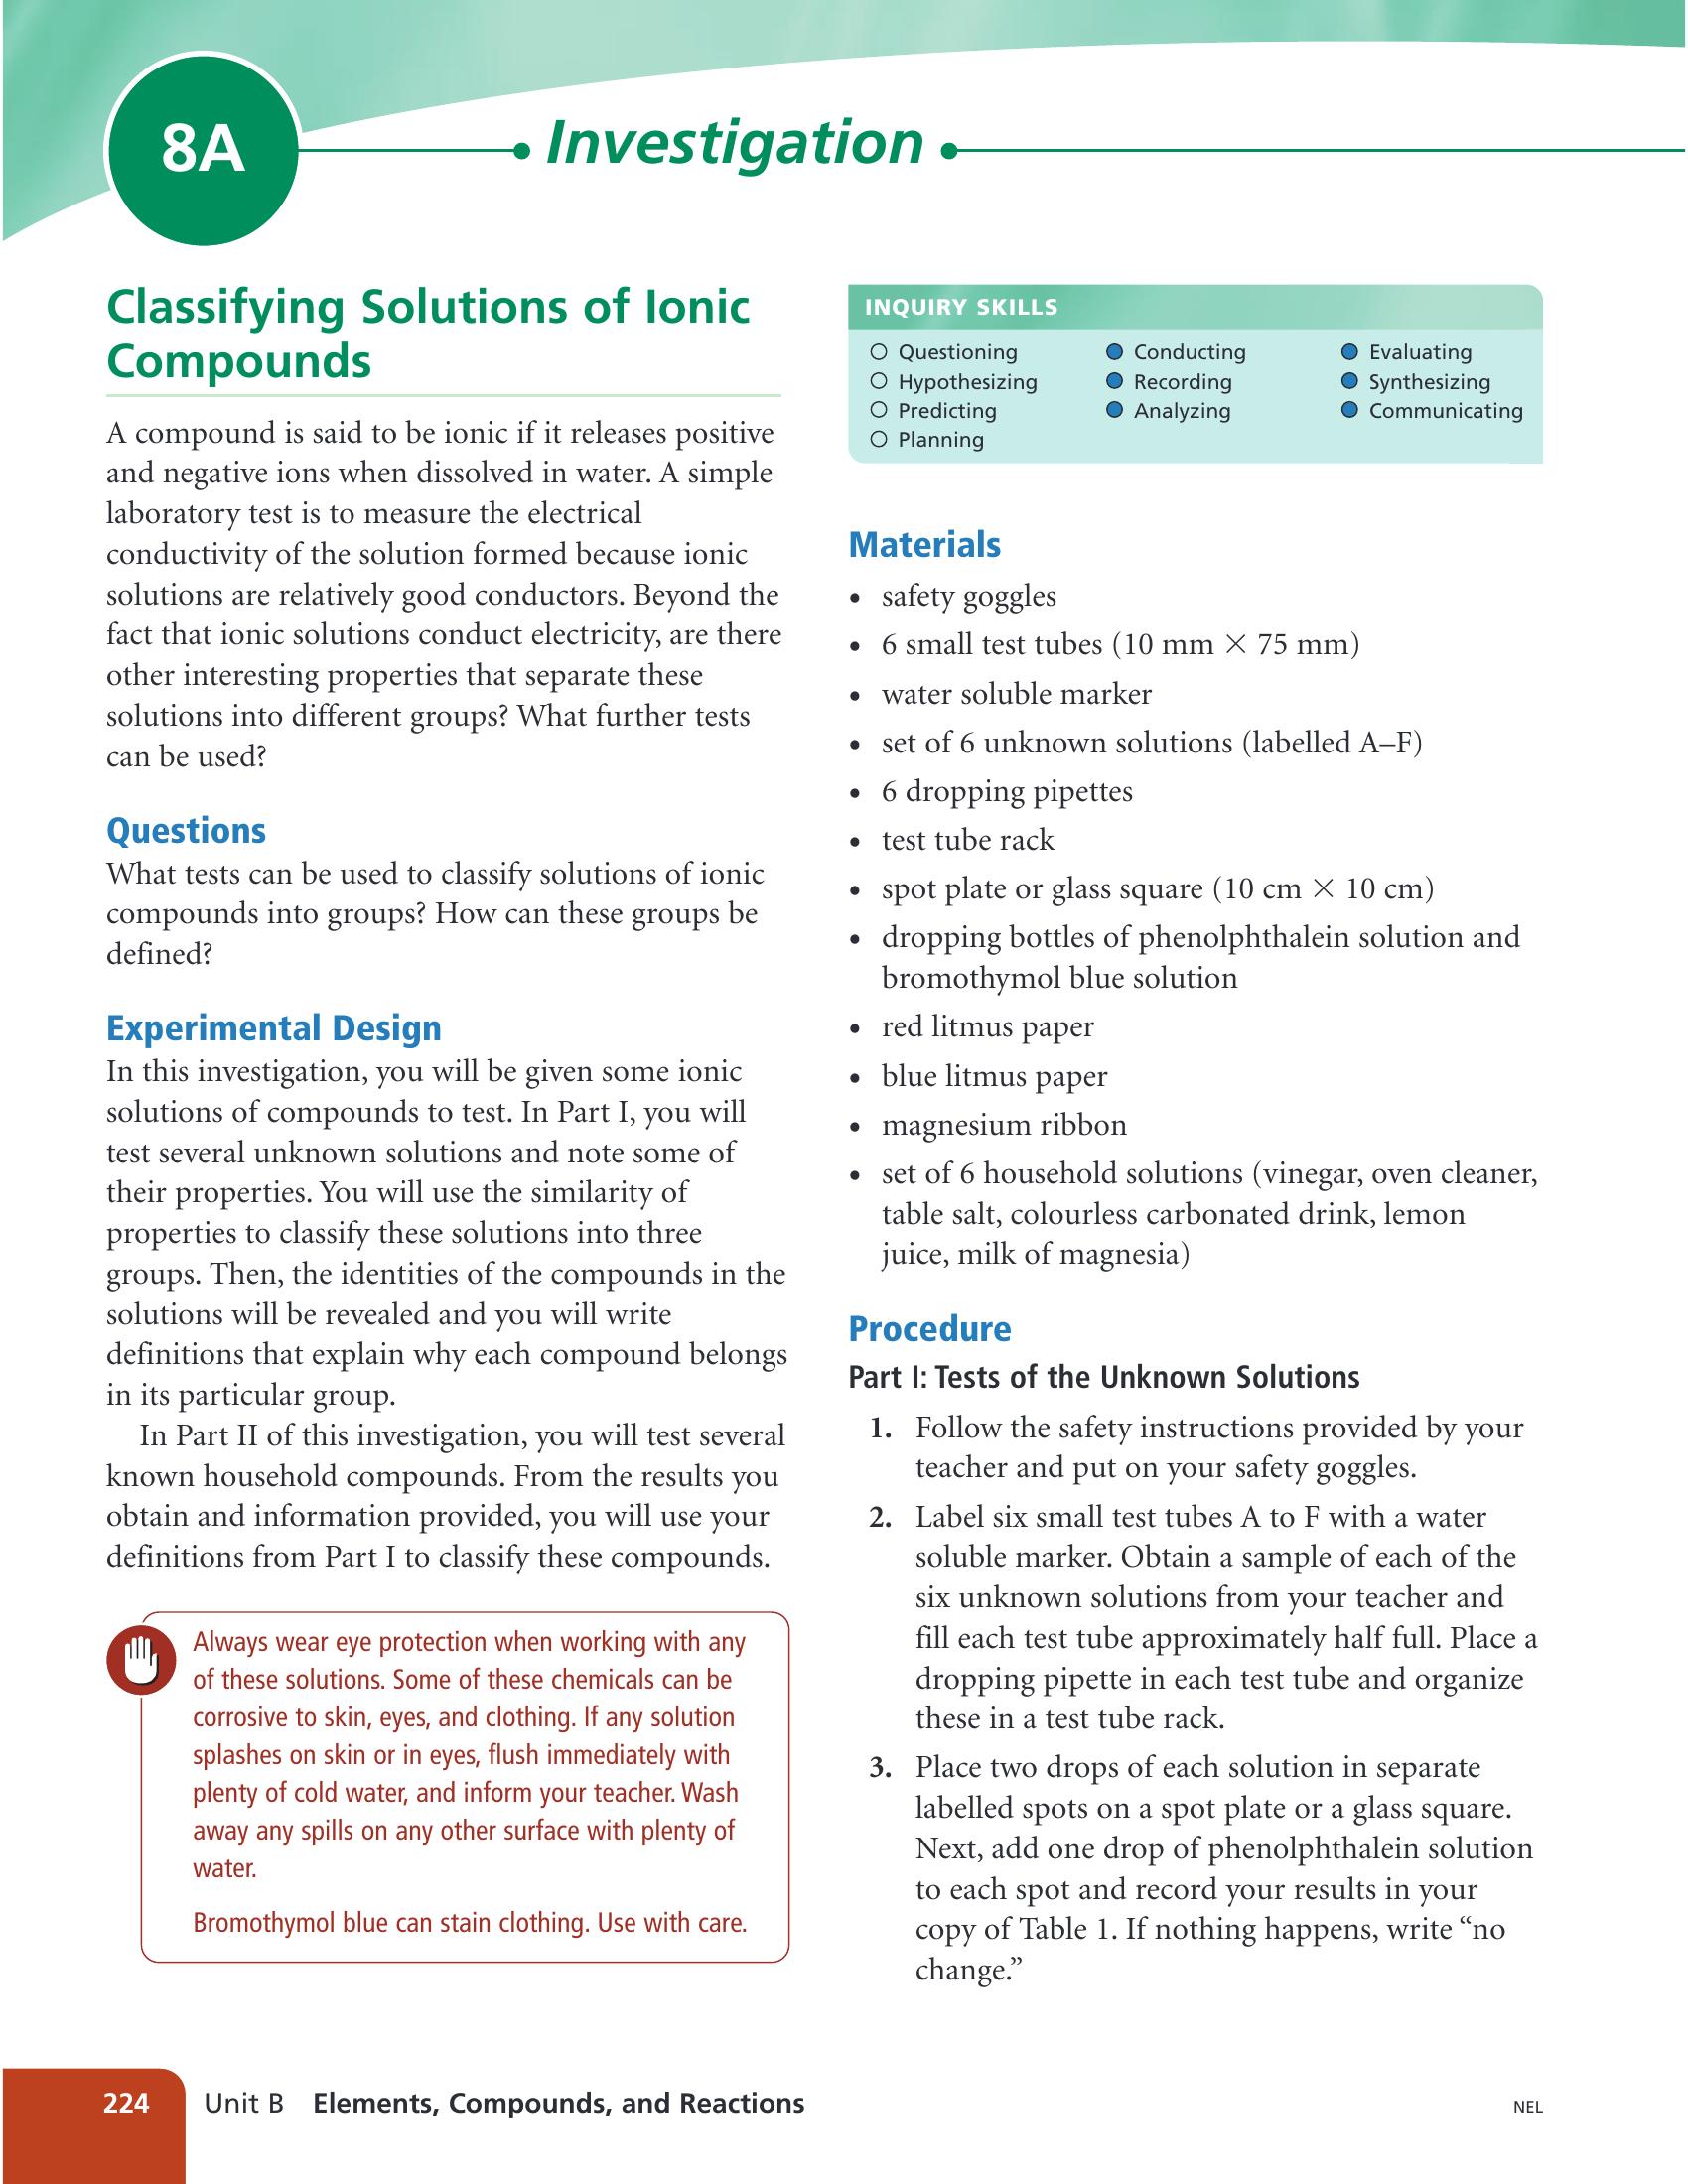 8A
Investigation
Classifying Solutions of Ionic
Compounds
A compound is said to be ionic if it releases positive
and negative ions when dissolved in water. A simple
laboratory test is to measure the electrical
conductivity of the solution formed because ionic
solutions are relatively good conductors. Beyond the
fact that ionic solutions conduct electricity, are there
other interesting properties that separate these
solutions into different groups? What further tests
can be used?
Questions
What tests can be used to classify solutions of ionic
compounds into groups? How can these groups be
defined?
Experimental Design
In this investigation, you will be given some ionic
solutions of compounds to test. In Part I, you will
test several unknown solutions and note some of
their properties. You will use the similarity of
properties to classify these solutions into three
groups. Then, the identities of the compounds in the
solutions will be revealed and you will write
definitions that explain why each compound belongs
in its particular group.
In Part II of this investigation, you will test several
known household compounds. From the results you
obtain and information provided, you will use your
definitions from Part I to classify these compounds.
Always wear eye protection when working with any
of these solutions. Some of these chemicals can be
corrosive to skin, eyes, and clothing. If any solution
splashes on skin or in eyes, flush immediately with
plenty of cold water, and inform your teacher. Wash
away any spills on any other surface with plenty of
water.
Bromothymol blue can stain clothing. Use with care.
INQUIRY SKILLS
○ Questioning
○ Hypothesizing
○ Predicting
○ Planning
● Conducting
● Recording
● Analyzing
● Evaluating
● Synthesizing
● Communicating
Materials
• safety goggles
• 6 small test tubes (10 mm × 75 mm)
• water soluble marker
• set of 6 unknown solutions (labelled A–F)
• 6 dropping pipettes
• test tube rack
• spot plate or glass square (10 cm × 10 cm)
• dropping bottles of phenolphthalein solution and
bromothymol blue solution
• red litmus paper
• blue litmus paper
• magnesium ribbon
• set of 6 household solutions (vinegar, oven cleaner,
table salt, colourless carbonated drink, lemon
juice, milk of magnesia)
Procedure
Part I: Tests of the Unknown Solutions
1. Follow the safety instructions provided by your
teacher and put on your safety goggles.
2. Label six small test tubes A to F with a water
soluble marker. Obtain a sample of each of the
six unknown solutions from your teacher and
fill each test tube approximately half full. Place a
dropping pipette in each test tube and organize
these in a test tube rack.
3. Place two drops of each solution in separate
labelled spots on a spot plate or a glass square.
Next, add one drop of phenolphthalein solution
to each spot and record your results in your
copy of Table 1. If nothing happens, write “no
change.”
224 Unit B Elements, Compounds, and Reactions
NEL